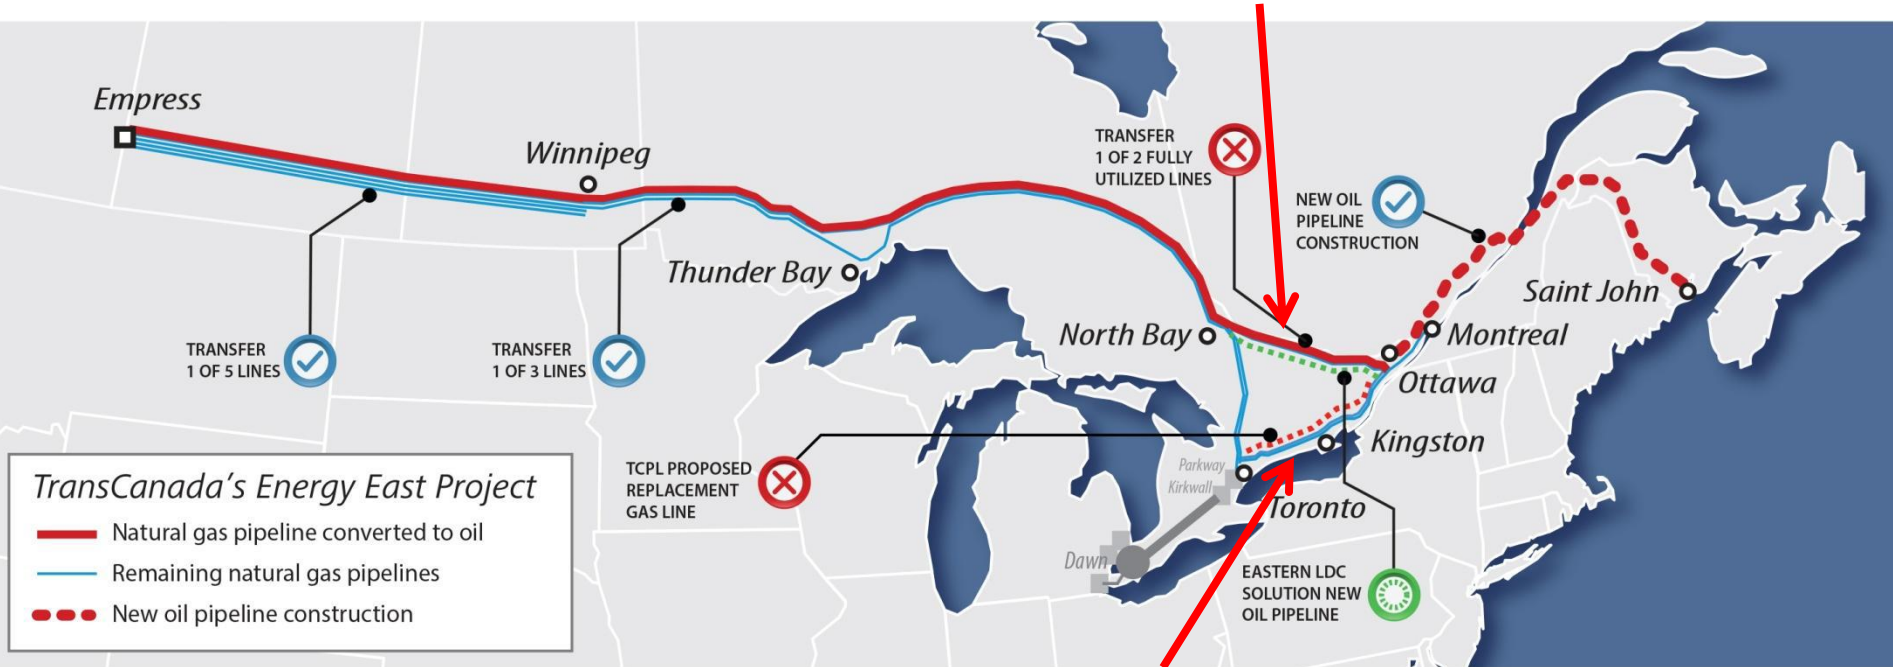 Empress
Winnipeg
Thunder Bay
TRANSFER
1 OF 5 LINES
TRANSFER
1 OF 3 LINES
TRANSFER
1 OF 2 FULLY
UTILIZED LINES
NEW OIL
PIPELINE
CONSTRUCTION
Saint John
North Bay
Montreal
Ottawa
Kingston
TCPL PROPOSED
REPLACEMENT
GAS LINE
Parkway
Kirkwall
Toronto
Dawn
EASTERN LDC
SOLUTION NEW
OIL PIPELINE
TransCanada's Energy East Project
Natural gas pipeline converted to oil
Remaining natural gas pipelines
New oil pipeline construction